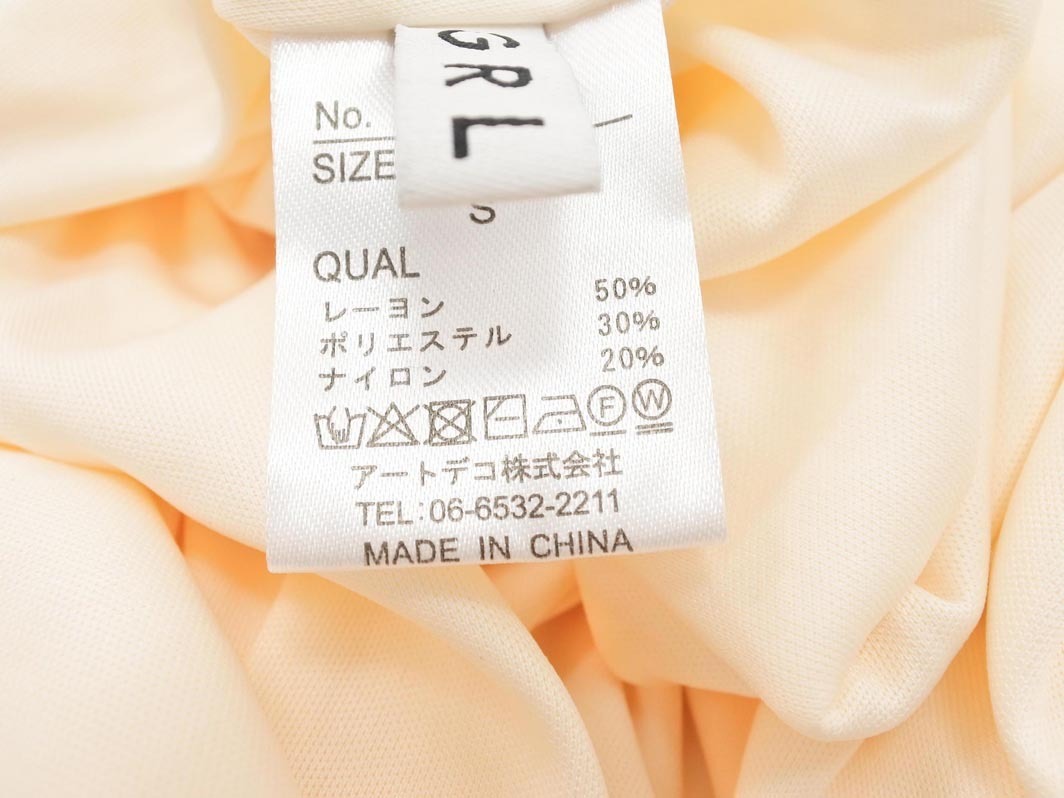 GRL
No.
SIZE
S
QUAL
レーヨン 50%
ポリエステル 30%
ナイロン 20%
F W
アートデコ株式会社
TEL:06-6532-2211
MADE IN CHINA